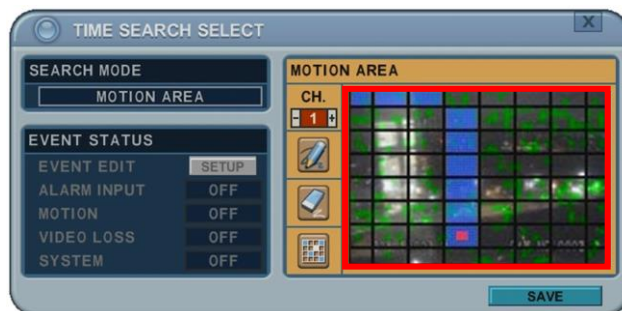 TIME SEARCH SELECT
X
SEARCH MODE
MOTION AREA
EVENT STATUS
EVENT EDIT SETUP
ALARM INPUT OFF
MOTION OFF
VIDEO LOSS OFF
SYSTEM OFF
MOTION AREA
CH.
- 1 +
SAVE